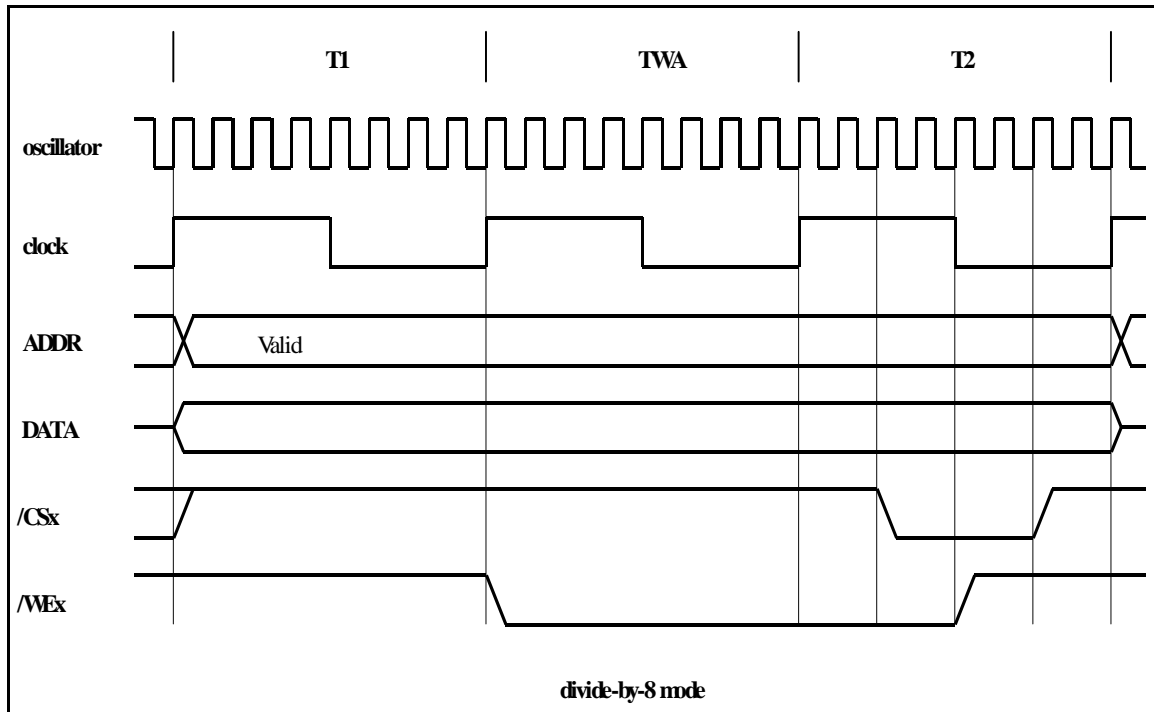 T1 TWA T2
oscillator
clock
ADDR Valid
DATA
/CSx
/WEx
divide-by-8 mode